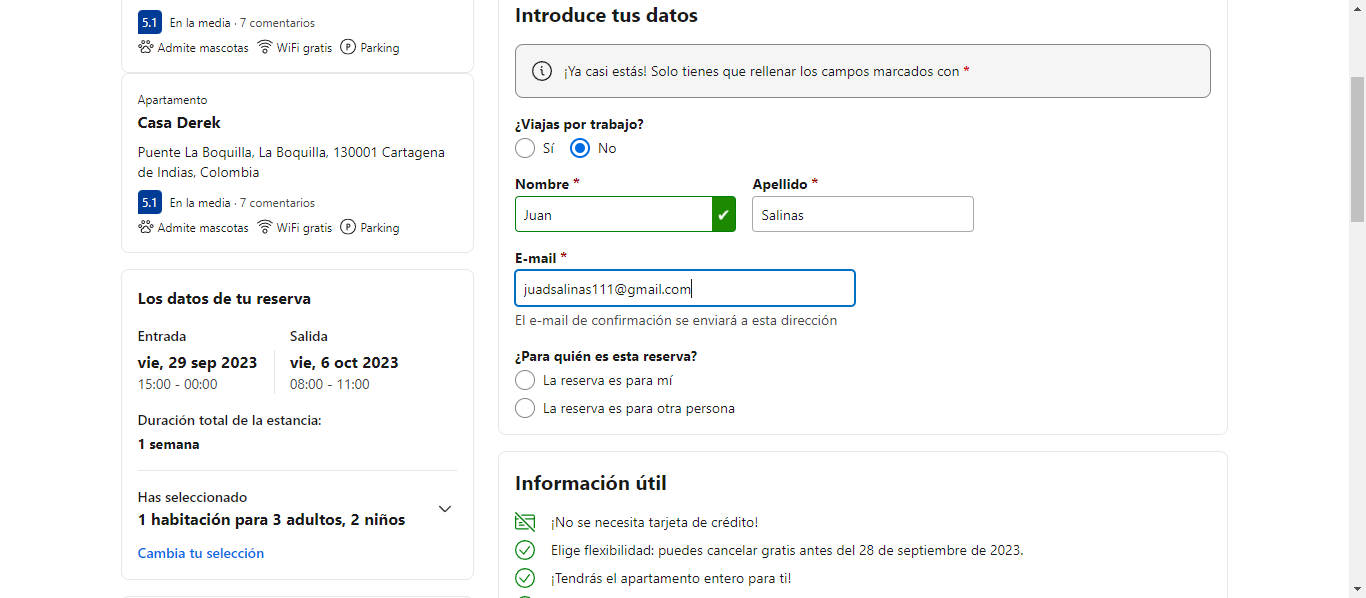 5.1 En la media · 7 comentarios
Admite mascotas WiFi gratis P Parking
Apartamento
Casa Derek
Puente La Boquilla, La Boquilla, 130001 Cartagena
de Indias, Colombia
5.1 En la media · 7 comentarios
Admite mascotas WiFi gratis P Parking
Los datos de tu reserva
Entrada Salida
vie, 29 sep 2023 vie, 6 oct 2023
15:00 - 00:00 08:00 - 11:00
Duración total de la estancia:
1 semana
Has seleccionado
1 habitación para 3 adultos, 2 niños
Cambia tu selección
Introduce tus datos
¡Ya casi estás! Solo tienes que rellenar los campos marcados con *
¿Viajas por trabajo?
Sí No
Nombre * Apellido *
Juan Salinas
E-mail *
juadsalinas111@gmail.com
El e-mail de confirmación se enviará a esta dirección
¿Para quién es esta reserva?
La reserva es para mí
La reserva es para otra persona
Información útil
¡No se necesita tarjeta de crédito!
Elige flexibilidad: puedes cancelar gratis antes del 28 de septiembre de 2023.
¡Tendrás el apartamento entero para ti!